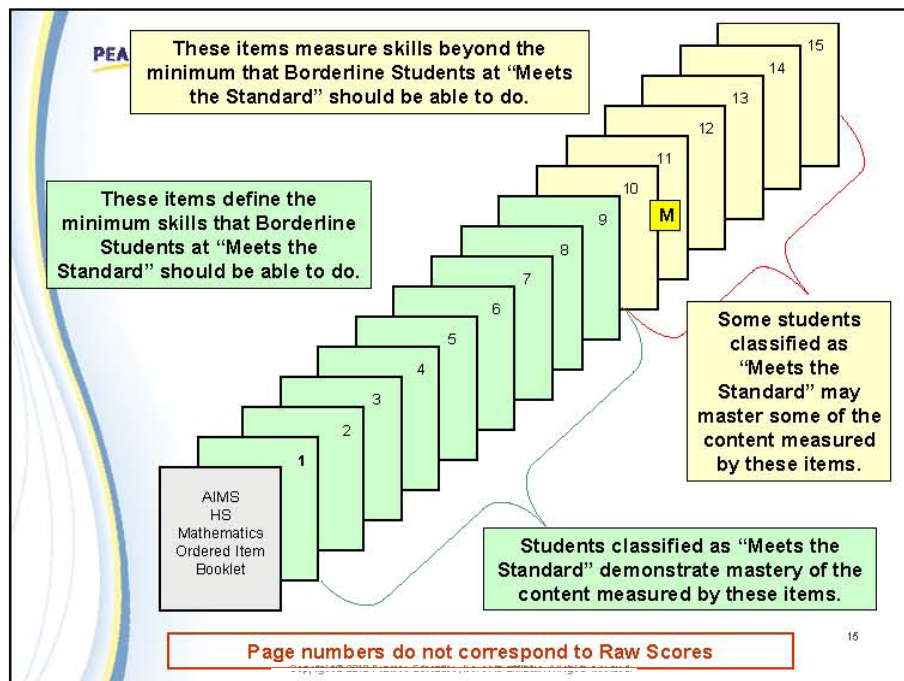 PEA
These items measure skills beyond the
minimum that Borderline Students at “Meets
the Standard” should be able to do.
These items define the
minimum skills that Borderline
Students at “Meets the
Standard” should be able to do.
15
14
13
12
11
10
M
9
8
7
6
5
4
3
2
1
AIMS
HS
Mathematics
Ordered Item
Booklet
Some students
classified as
“Meets the
Standard” may
master some of the
content measured
by these items.
Students classified as “Meets the
Standard” demonstrate mastery of the
content measured by these items.
Page numbers do not correspond to Raw Scores
15